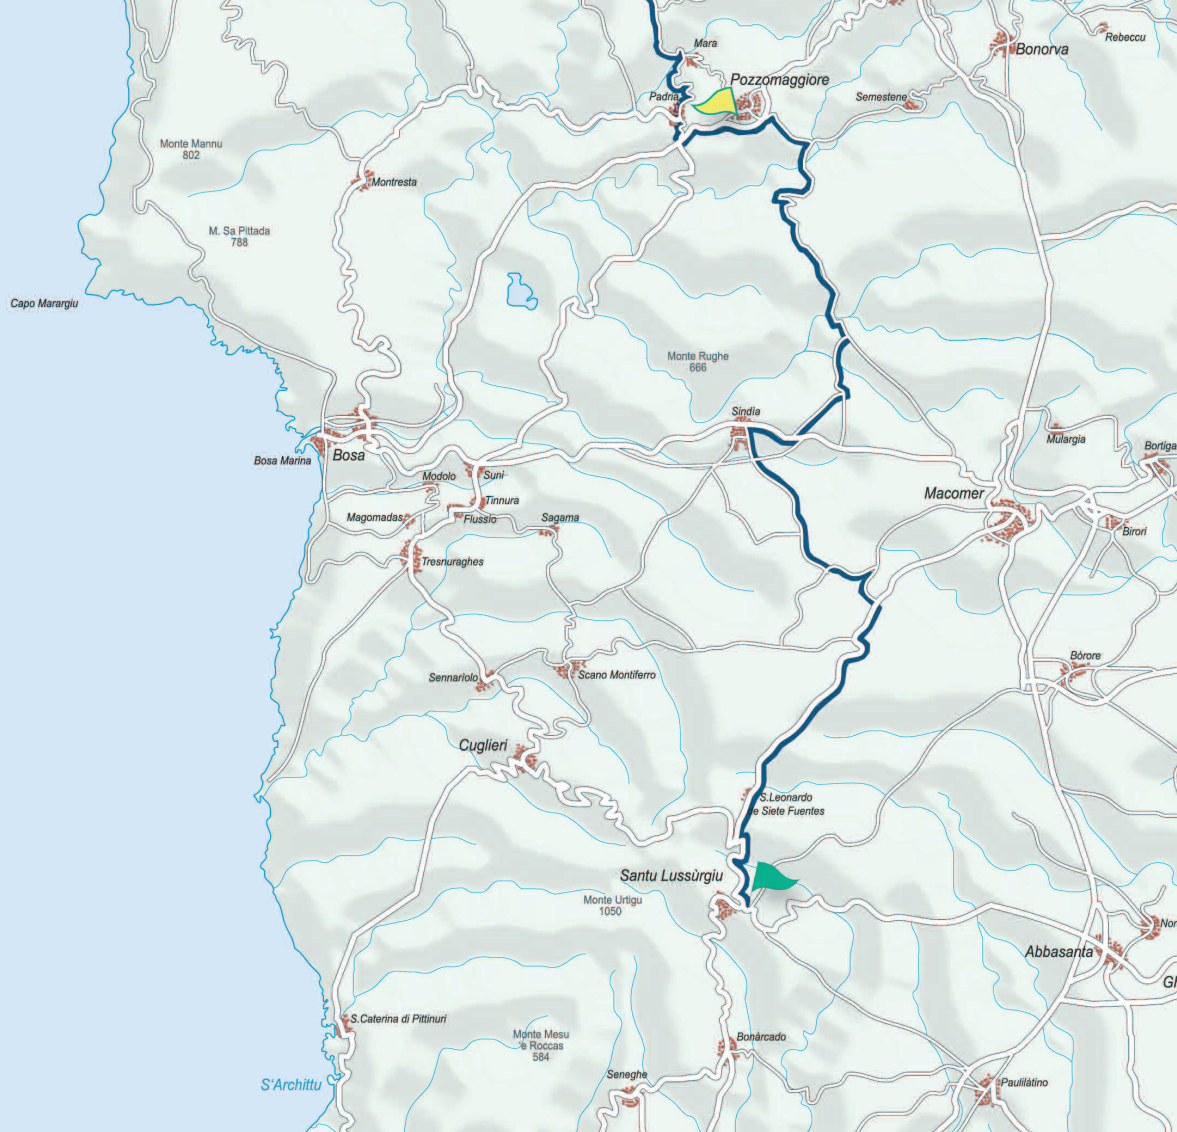 Mara
Rebeccu
Bonorva
Pozzomaggiore
Padria
Semestene
Monte Mannu
802
Montresta
M. Sa Pittada
788
Capo Marargiu
Monte Rughe
666
Sindia
Mulargia
Bortiga
Bosa Marina
Bosa
Modolo
Suni
Macomer
Tinnura
Magomadas
Flussio
Sagama
Birori
Tresnuraghes
Bòrore
Sennariolo
Scano Montiferro
Cuglieri
S.Leonardo
de Siete Fuentes
Santu Lussùrgiu
Monte Urtigu
1050
Nor
Abbasanta
Gh
S.Caterina di Pittinuri
Monte Mesu
'e Roccas
584
Bonàrcado
Seneghe
S'Archittu
Paulilàtino